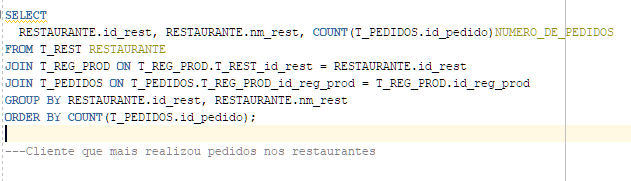 SELECT
RESTAURANTE.id_rest, RESTAURANTE.nm_rest, COUNT(T_PEDIDOS.id_pedido)NUMERO_DE_PEDIDOS
FROM T_REST RESTAURANTE
JOIN T_REG_PROD ON T_REG_PROD.T_REST_id_rest = RESTAURANTE.id_rest
JOIN T_PEDIDOS ON T_PEDIDOS.T_REG_PROD_id_reg_prod = T_REG_PROD.id_reg_prod
GROUP BY RESTAURANTE.id_rest, RESTAURANTE.nm_rest
ORDER BY COUNT(T_PEDIDOS.id_pedido);
---Cliente que mais realizou pedidos nos restaurantes